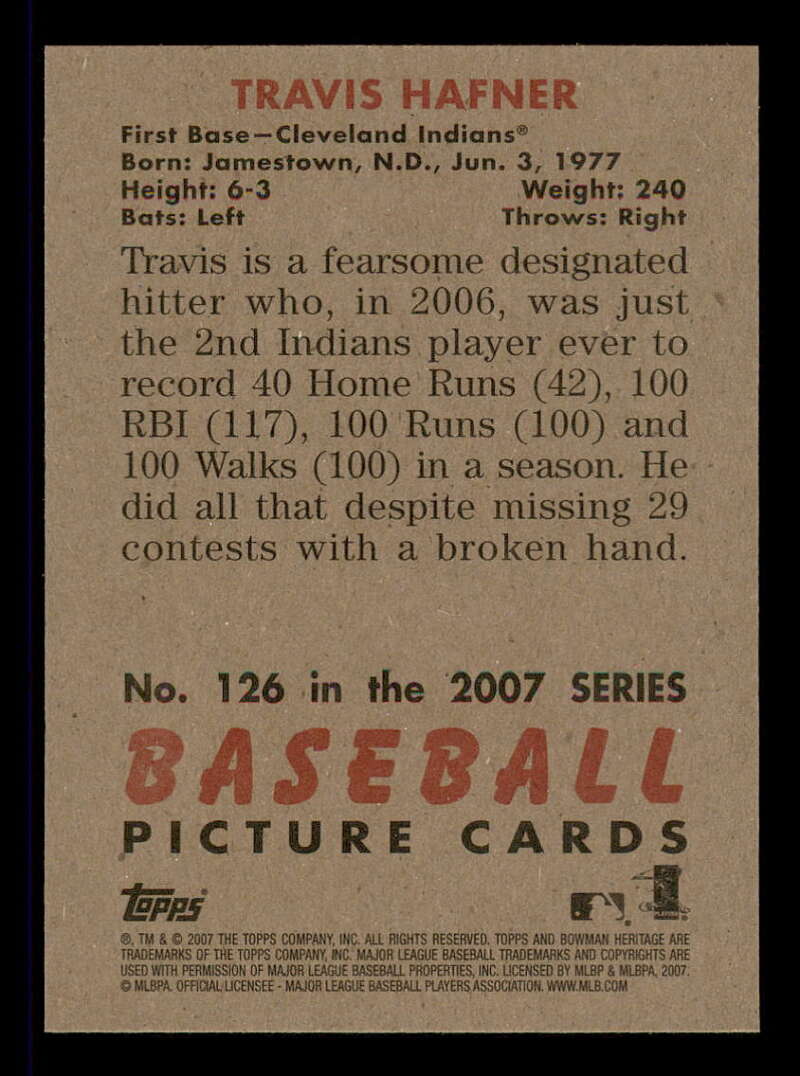 TRAVIS HAFNER
First Base—Cleveland Indians®
Born: Jamestown, N.D., Jun. 3, 1977
Height: 6-3 Weight: 240
Bats: Left Throws: Right
Travis is a fearsome designated
hitter who, in 2006, was just
the 2nd Indians player ever to
record 40 Home Runs (42), 100
RBI (117), 100 Runs (100) and
100 Walks (100) in a season. He
did all that despite missing 29
contests with a broken hand.
No. 126 in the 2007 SERIES
BASEBALL
PICTURE CARDS
Topps
®, TM & © 2007 THE TOPPS COMPANY, INC. ALL RIGHTS RESERVED. TOPPS AND BOWMAN HERITAGE ARE
TRADEMARKS OF THE TOPPS COMPANY, INC. MAJOR LEAGUE BASEBALL TRADEMARKS AND COPYRIGHTS ARE
USED WITH PERMISSION OF MAJOR LEAGUE BASEBALL PROPERTIES, INC. LICENSED BY MLBP & MLBPA, 2007.
© MLBPA. OFFICIAL LICENSEE - MAJOR LEAGUE BASEBALL PLAYERS ASSOCIATION. WWW.MLB.COM